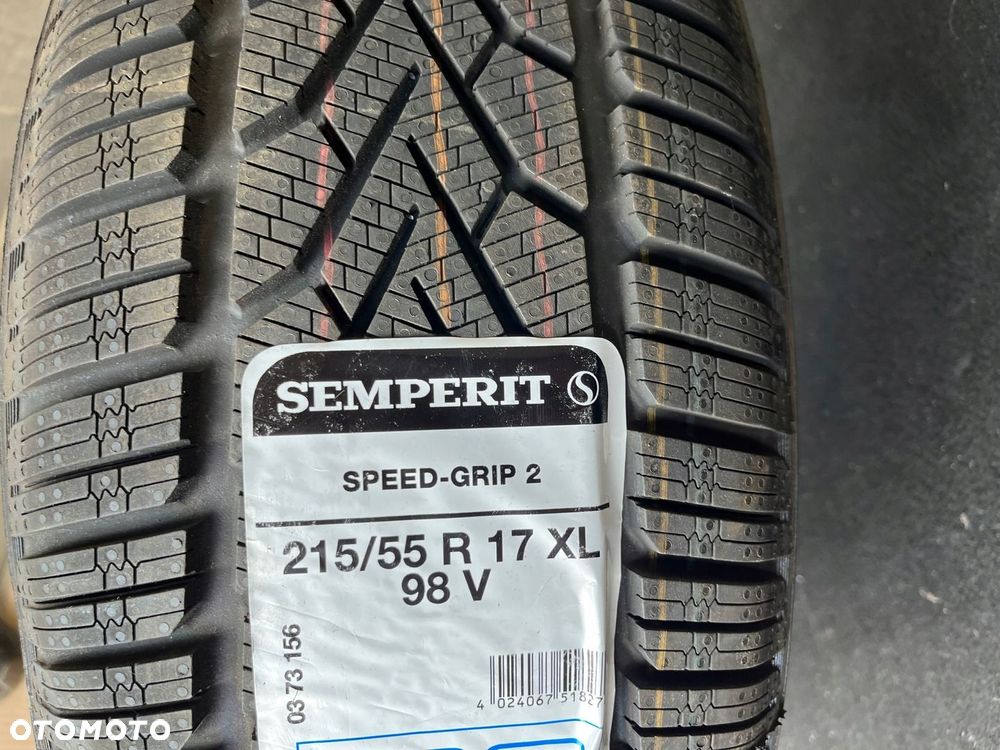 SEMPERIT
SPEED-GRIP 2
215/55 R 17 XL
98 V
03 73 156
4 024067 51827
OTOMOTO